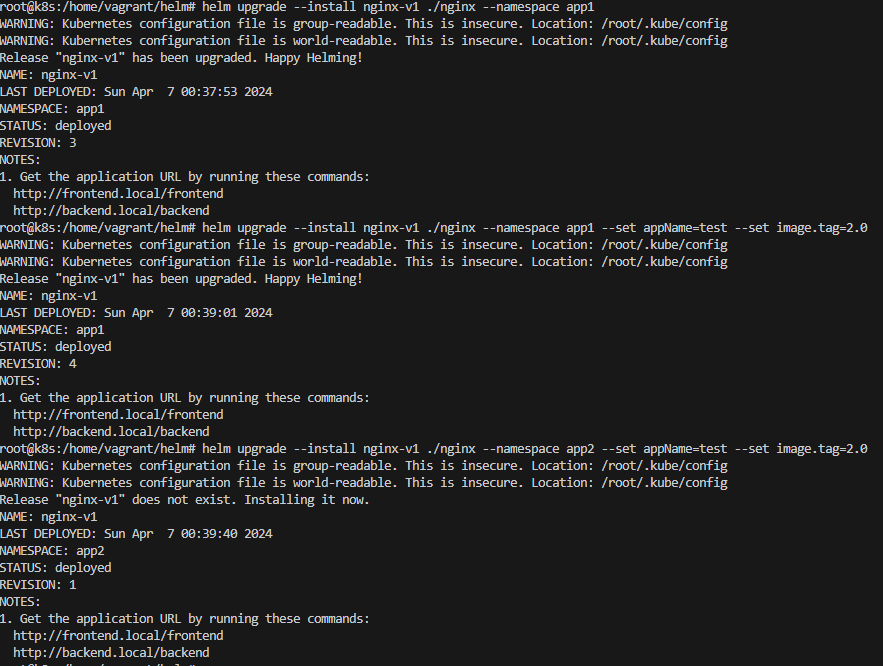 root@k8s:/home/vagrant/helm# helm upgrade --install nginx-v1 ./nginx --namespace app1
WARNING: Kubernetes configuration file is group-readable. This is insecure. Location: /root/.kube/config
WARNING: Kubernetes configuration file is world-readable. This is insecure. Location: /root/.kube/config
Release "nginx-v1" has been upgraded. Happy Helming!
NAME: nginx-v1
LAST DEPLOYED: Sun Apr  7 00:37:53 2024
NAMESPACE: app1
STATUS: deployed
REVISION: 3
NOTES:
1. Get the application URL by running these commands:
  http://frontend.local/frontend
  http://backend.local/backend
root@k8s:/home/vagrant/helm# helm upgrade --install nginx-v1 ./nginx --namespace app1 --set appName=test --set image.tag=2.0
WARNING: Kubernetes configuration file is group-readable. This is insecure. Location: /root/.kube/config
WARNING: Kubernetes configuration file is world-readable. This is insecure. Location: /root/.kube/config
Release "nginx-v1" has been upgraded. Happy Helming!
NAME: nginx-v1
LAST DEPLOYED: Sun Apr  7 00:39:01 2024
NAMESPACE: app1
STATUS: deployed
REVISION: 4
NOTES:
1. Get the application URL by running these commands:
  http://frontend.local/frontend
  http://backend.local/backend
root@k8s:/home/vagrant/helm# helm upgrade --install nginx-v1 ./nginx --namespace app2 --set appName=test --set image.tag=2.0
WARNING: Kubernetes configuration file is group-readable. This is insecure. Location: /root/.kube/config
WARNING: Kubernetes configuration file is world-readable. This is insecure. Location: /root/.kube/config
Release "nginx-v1" does not exist. Installing it now.
NAME: nginx-v1
LAST DEPLOYED: Sun Apr  7 00:39:40 2024
NAMESPACE: app2
STATUS: deployed
REVISION: 1
NOTES:
1. Get the application URL by running these commands:
  http://frontend.local/frontend
  http://backend.local/backend